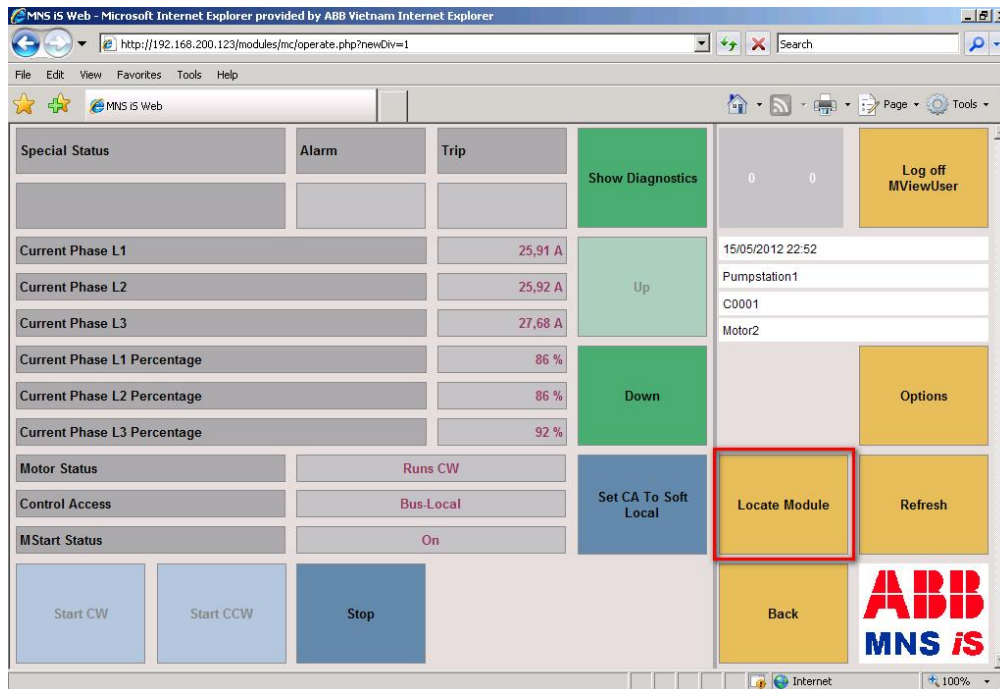 MNS iS Web - Microsoft Internet Explorer provided by ABB Vietnam Internet Explorer
http://192.168.200.123/modules/mc/operate.php?newDiv=1
Search
File Edit View Favorites Tools Help
MNS iS Web
Page
Tools
Special Status
Alarm
Trip
Show Diagnostics
0 0
Log off
MViewUser
Current Phase L1
25,91 A
Current Phase L2
25,92 A
Current Phase L3
27,68 A
Up
15/05/2012 22:52
Pumpstation1
C0001
Motor2
Current Phase L1 Percentage
86 %
Current Phase L2 Percentage
86 %
Current Phase L3 Percentage
92 %
Down
Options
Motor Status
Runs CW
Control Access
Bus-Local
MStart Status
On
Set CA To Soft
Local
Locate Module
Refresh
Start CW
Start CCW
Stop
Back
ABB
MNS iS
Internet
100%